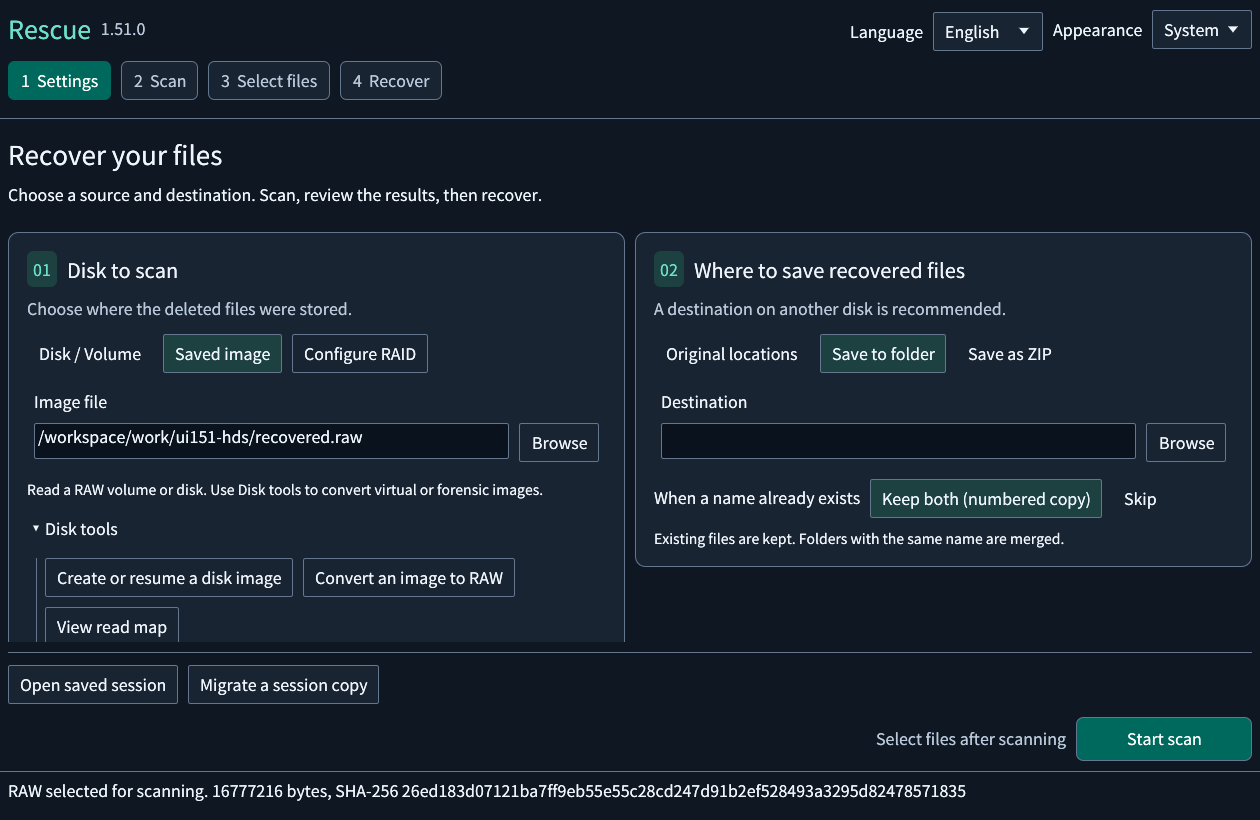 Rescue 1.51.0
Language English Appearance System
1 Settings 2 Scan 3 Select files 4 Recover
Recover your files
Choose a source and destination. Scan, review the results, then recover.
01 Disk to scan
Choose where the deleted files were stored.
Disk / Volume Saved image Configure RAID
Image file
/workspace/work/ui151-hds/recovered.raw Browse
Read a RAW volume or disk. Use Disk tools to convert virtual or forensic images.
Disk tools
Create or resume a disk image Convert an image to RAW
View read map
02 Where to save recovered files
A destination on another disk is recommended.
Original locations Save to folder Save as ZIP
Destination
Browse
When a name already exists Keep both (numbered copy) Skip
Existing files are kept. Folders with the same name are merged.
Open saved session Migrate a session copy
Select files after scanning Start scan
RAW selected for scanning. 16777216 bytes, SHA-256 26ed183d07121ba7ff9eb55e55c28cd247d91b2ef528493a3295d82478571835